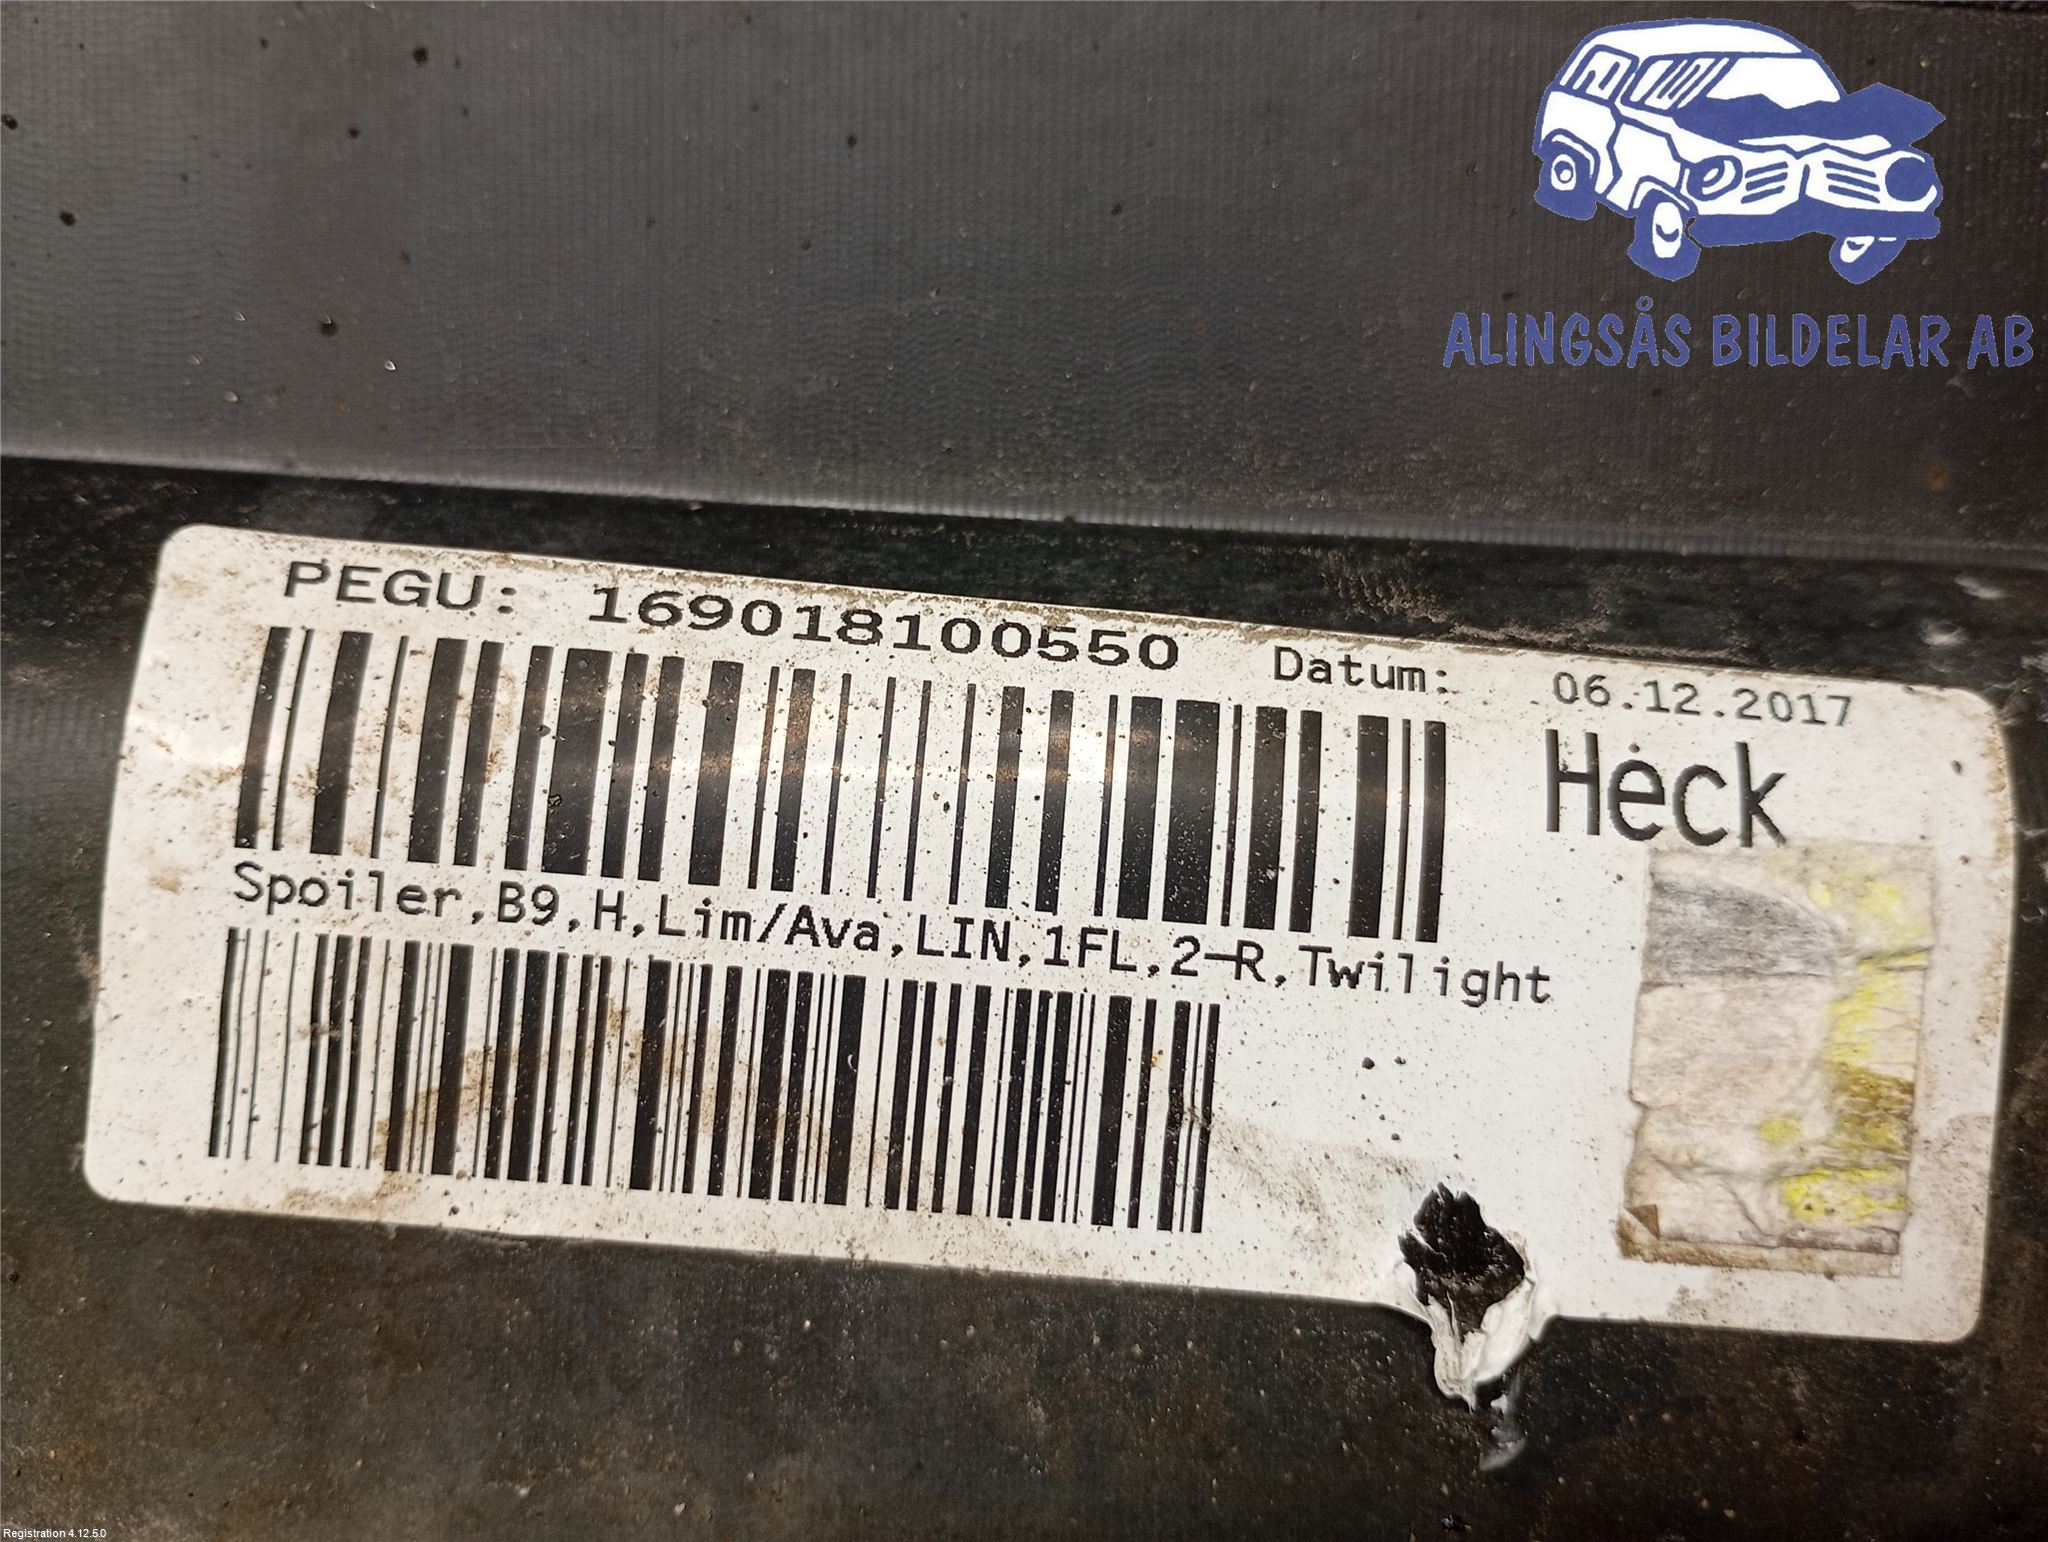 ALINGSÅS BILDELAR AB
PEGU: 169018100550 Datum: 06.12.2017
Heck
Spoiler,B9,H,Lim/Ava,LIN,1FL,2-R,Twilight
Registration 4.12.5.0